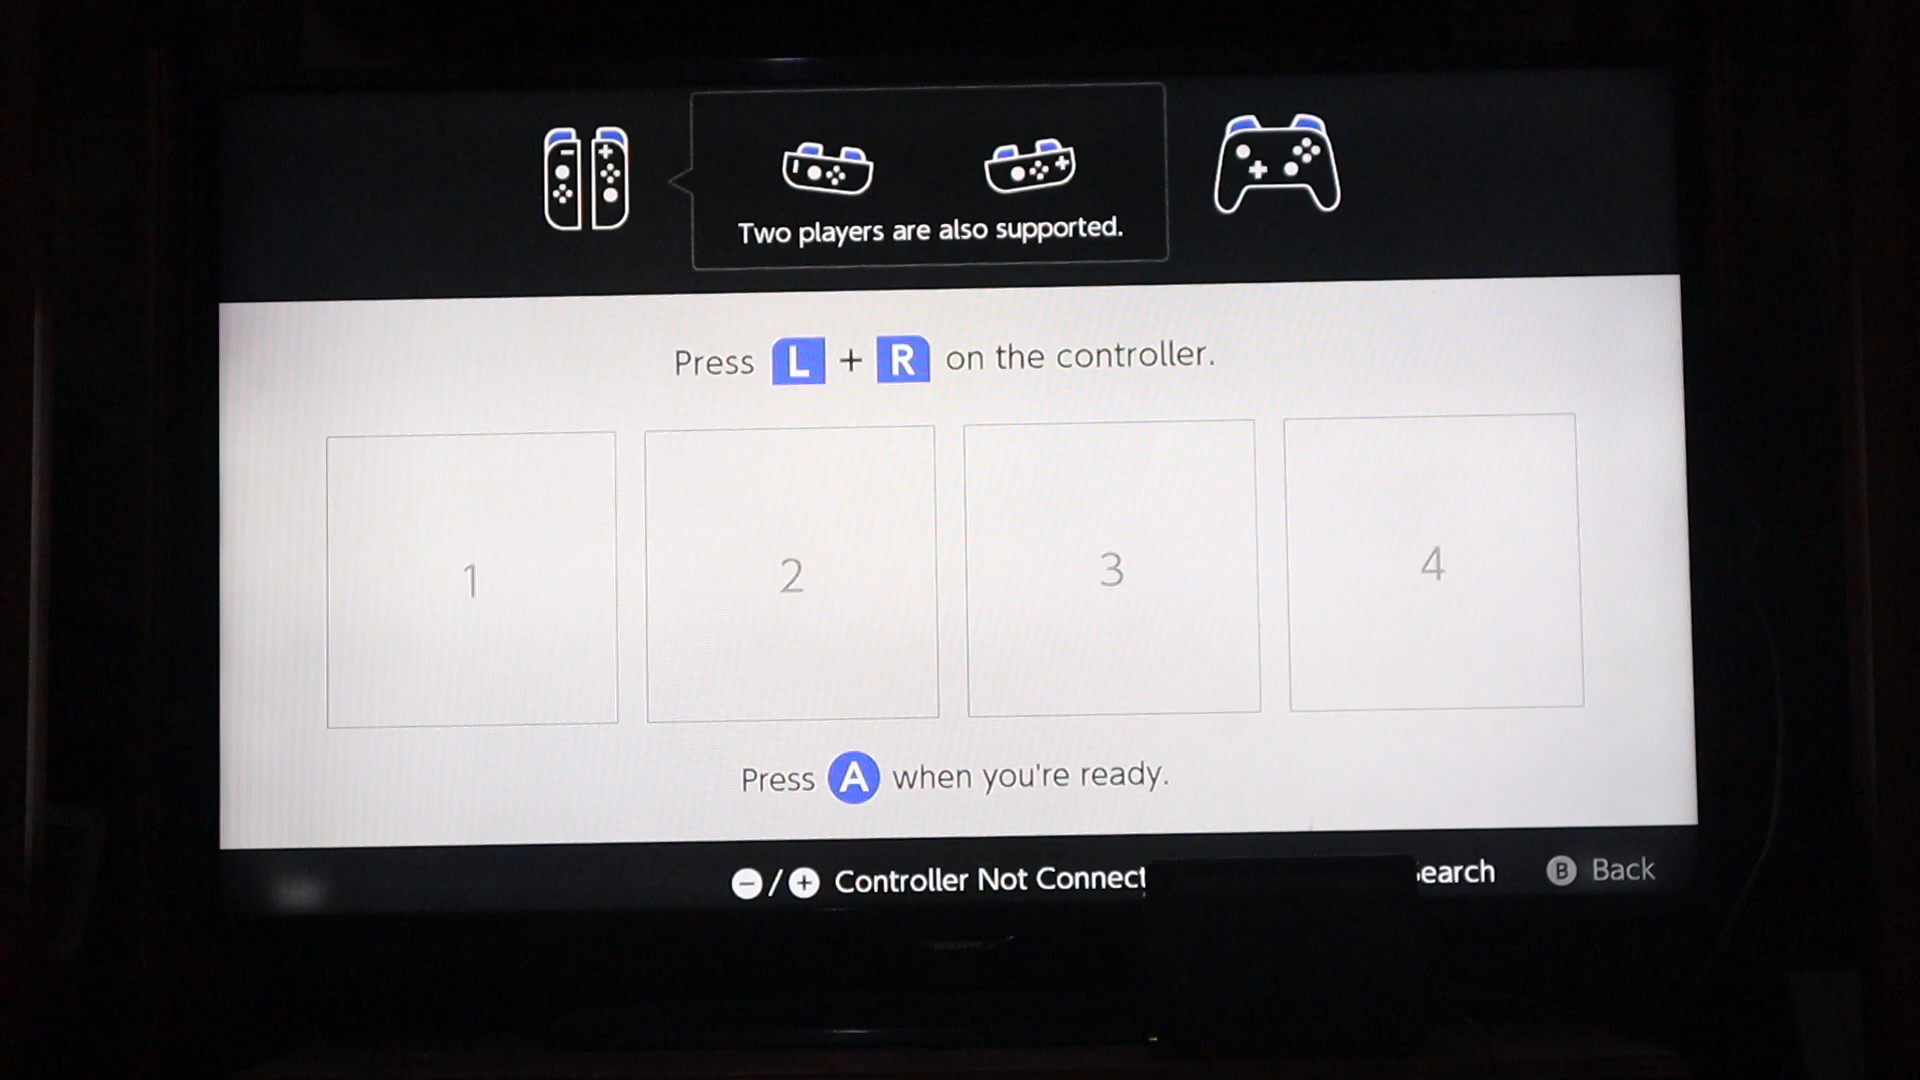 Two players are also supported.
Press L + R on the controller.
1 2 3 4
Press A when you're ready.
−/+ Controller Not Connect earch B Back